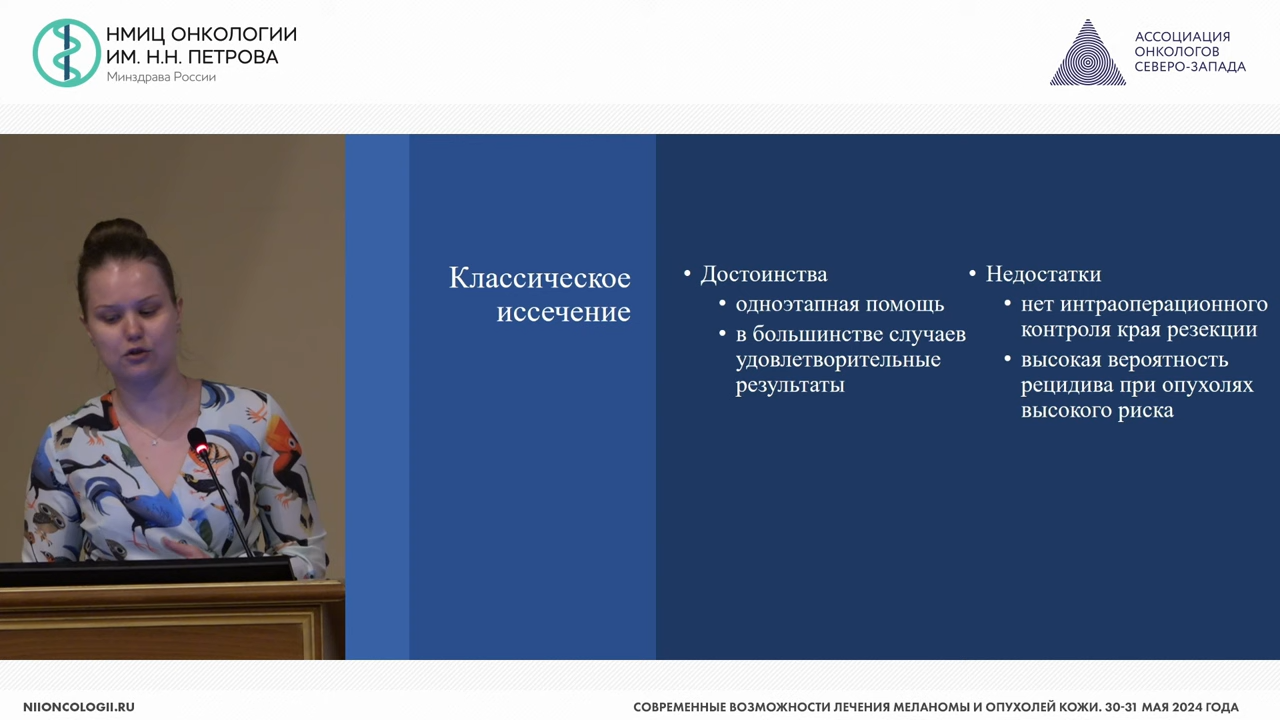 НМИЦ ОНКОЛОГИИ
ИМ. Н.Н. ПЕТРОВА
Минздрава России
АССОЦИАЦИЯ
ОНКОЛОГОВ
СЕВЕРО-ЗАПАДА
Классическое
иссечение
• Достоинства
• одноэтапная помощь
• в большинстве случаев
удовлетворительные
результаты
• Недостатки
• нет интраоперационного
контроля края резекции
• высокая вероятность
рецидива при опухолях
высокого риска
NIIONCOLOGII.RU
СОВРЕМЕННЫЕ ВОЗМОЖНОСТИ ЛЕЧЕНИЯ МЕЛАНОМЫ И ОПУХОЛЕЙ КОЖИ. 30-31 МАЯ 2024 ГОДА